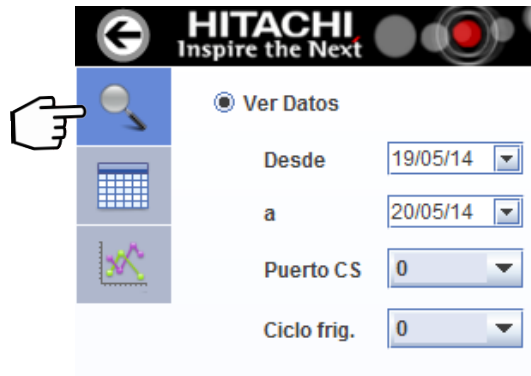 HITACHI
Inspire the Next
Ver Datos
Desde 19/05/14
a 20/05/14
Puerto CS 0
Ciclo frig. 0